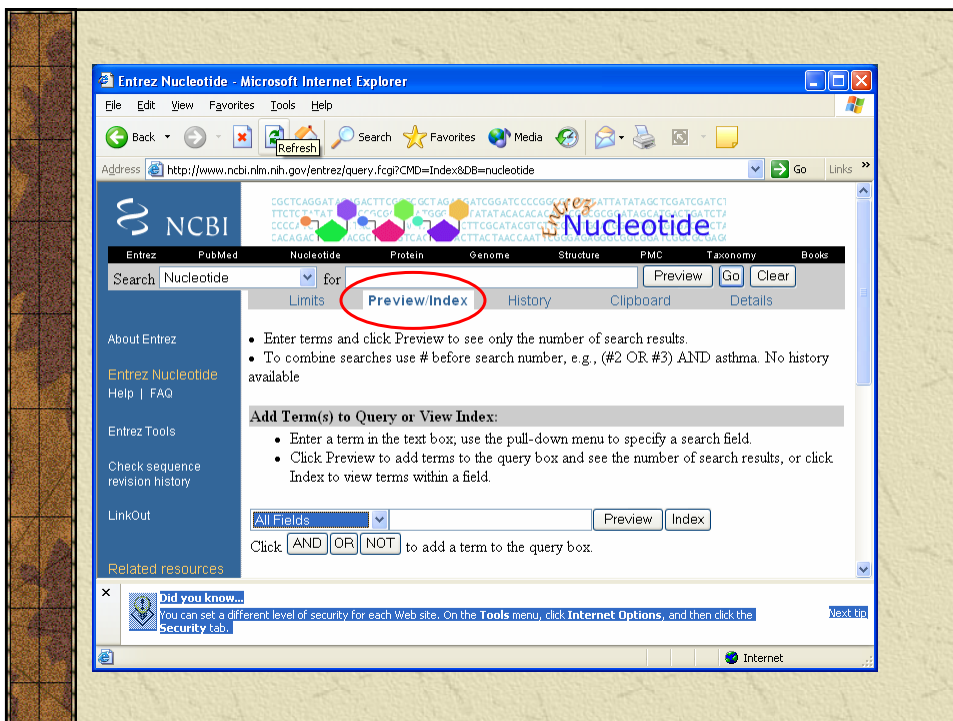 Entrez Nucleotide - Microsoft Internet Explorer
File Edit View Favorites Tools Help
Back Search Favorites Media
Refresh
Address http://www.ncbi.nlm.nih.gov/entrez/query.fcgi?CMD=Index&DB=nucleotide Go Links »
NCBI
Entrez Nucleotide
Entrez PubMed Nucleotide Protein Genome Structure PMC Taxonomy Books
Search Nucleotide for Preview Go Clear
Limits Preview/Index History Clipboard Details
About Entrez
Entrez Nucleotide
Help | FAQ
Entrez Tools
Check sequence
revision history
LinkOut
Related resources
• Enter terms and click Preview to see only the number of search results.
• To combine searches use # before search number, e.g., (#2 OR #3) AND asthma. No history
available
Add Term(s) to Query or View Index:
• Enter a term in the text box; use the pull-down menu to specify a search field.
• Click Preview to add terms to the query box and see the number of search results, or click
Index to view terms within a field.
All Fields Preview Index
Click AND OR NOT to add a term to the query box.
Did you know...
You can set a different level of security for each Web site. On the Tools menu, click Internet Options, and then click the
Security tab.
Next tip
Internet